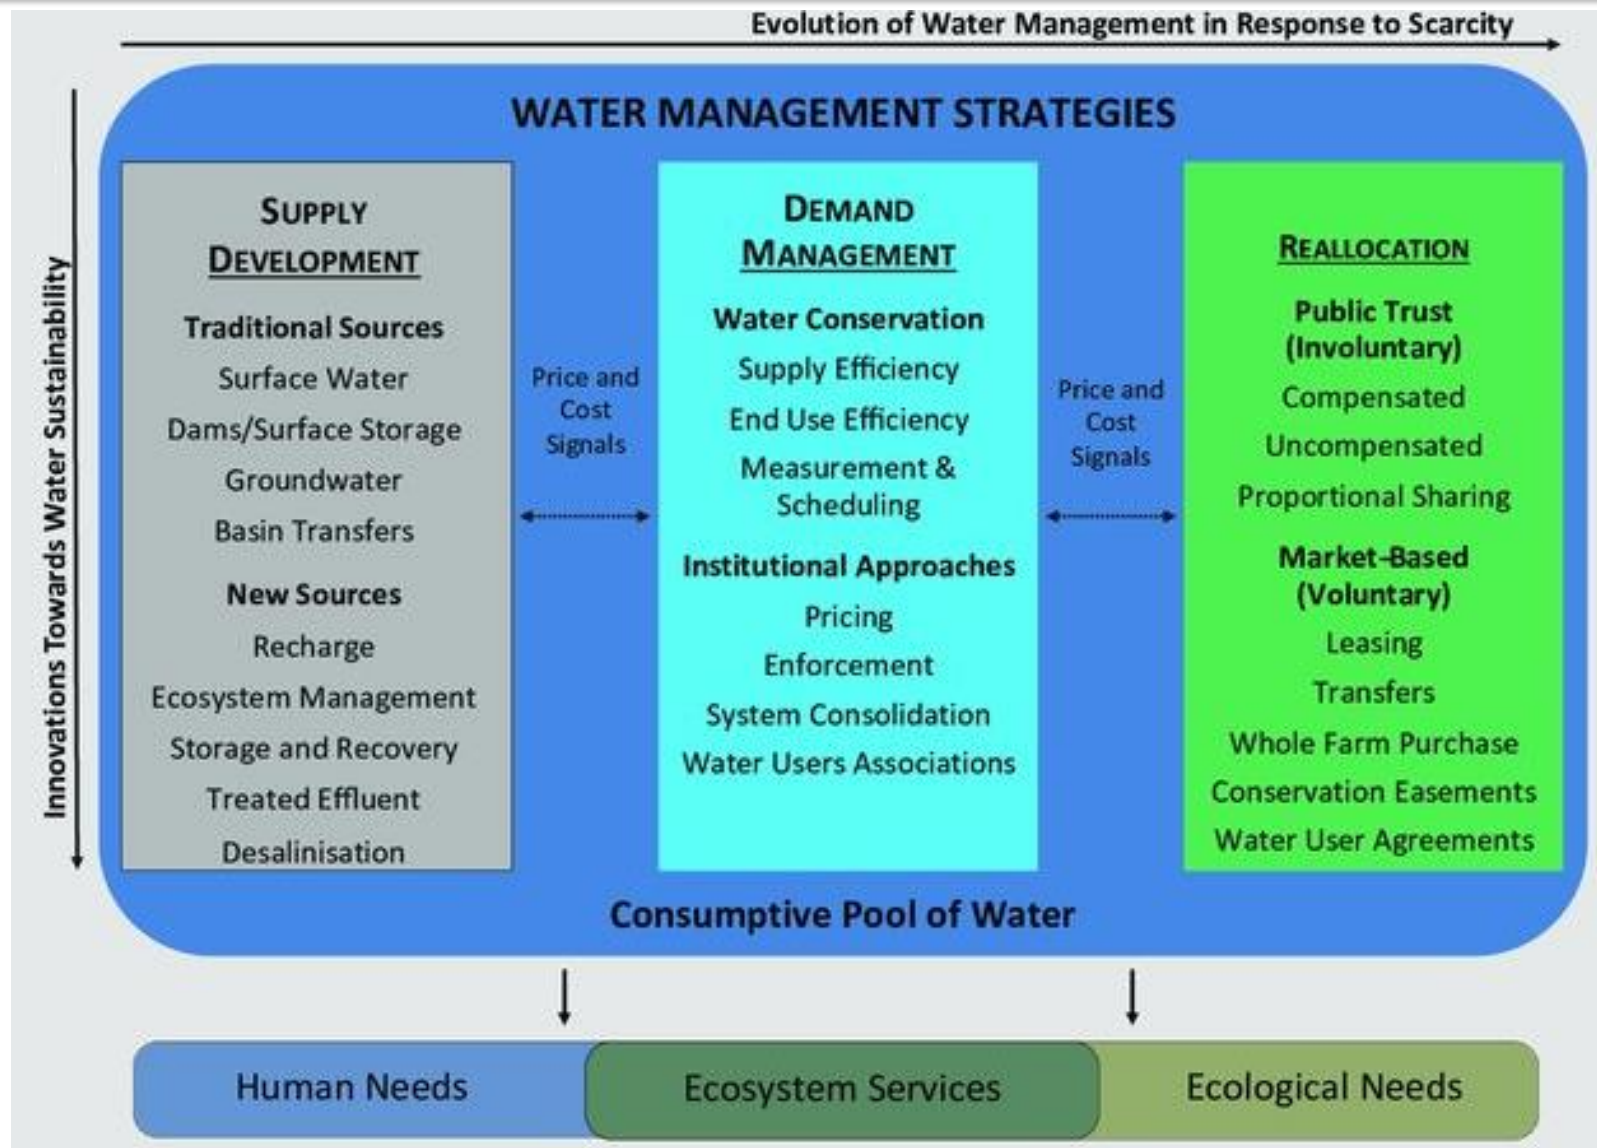 Evolution of Water Management in Response to Scarcity
Innovations Towards Water Sustainability
WATER MANAGEMENT STRATEGIES
SUPPLY
DEVELOPMENT
Traditional Sources
Surface Water
Dams/Surface Storage
Groundwater
Basin Transfers
New Sources
Recharge
Ecosystem Management
Storage and Recovery
Treated Effluent
Desalinisation
Price and
Cost
Signals
DEMAND
MANAGEMENT
Water Conservation
Supply Efficiency
End Use Efficiency
Measurement &
Scheduling
Institutional Approaches
Pricing
Enforcement
System Consolidation
Water Users Associations
Price and
Cost
Signals
REALLOCATION
Public Trust
(Involuntary)
Compensated
Uncompensated
Proportional Sharing
Market-Based
(Voluntary)
Leasing
Transfers
Whole Farm Purchase
Conservation Easements
Water User Agreements
Consumptive Pool of Water
Human Needs
Ecosystem Services
Ecological Needs